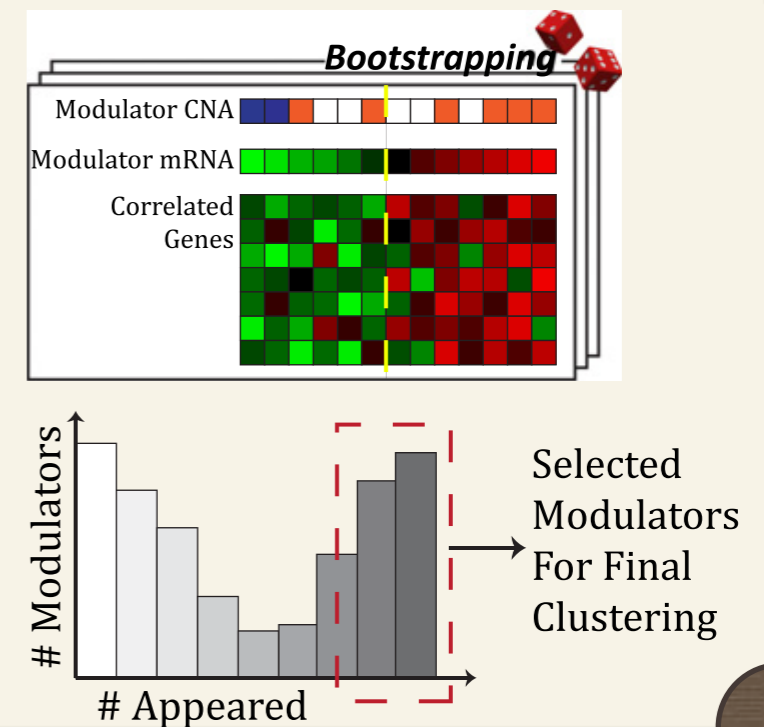 Bootstrapping
Modulator CNA
Modulator mRNA
Correlated
Genes
# Modulators
# Appeared
Selected
Modulators
For Final
Clustering